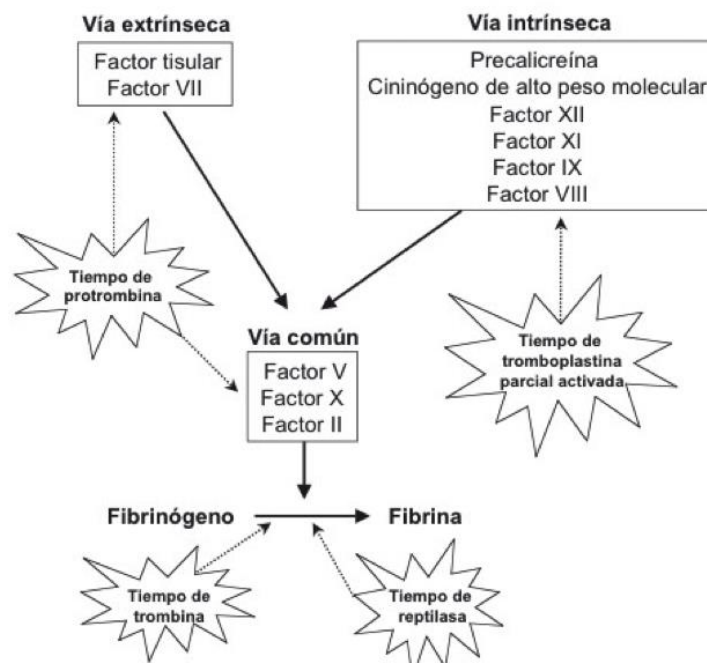 Vía extrínseca
Factor tisular
Factor VII
Vía intrínseca
Precalicreína
Cininógeno de alto peso molecular
Factor XII
Factor XI
Factor IX
Factor VIII
Tiempo de
protrombina
Tiempo de
tromboplastina
parcial activada
Vía común
Factor V
Factor X
Factor II
Fibrinógeno
Fibrina
Tiempo de
trombina
Tiempo de
reptilasa